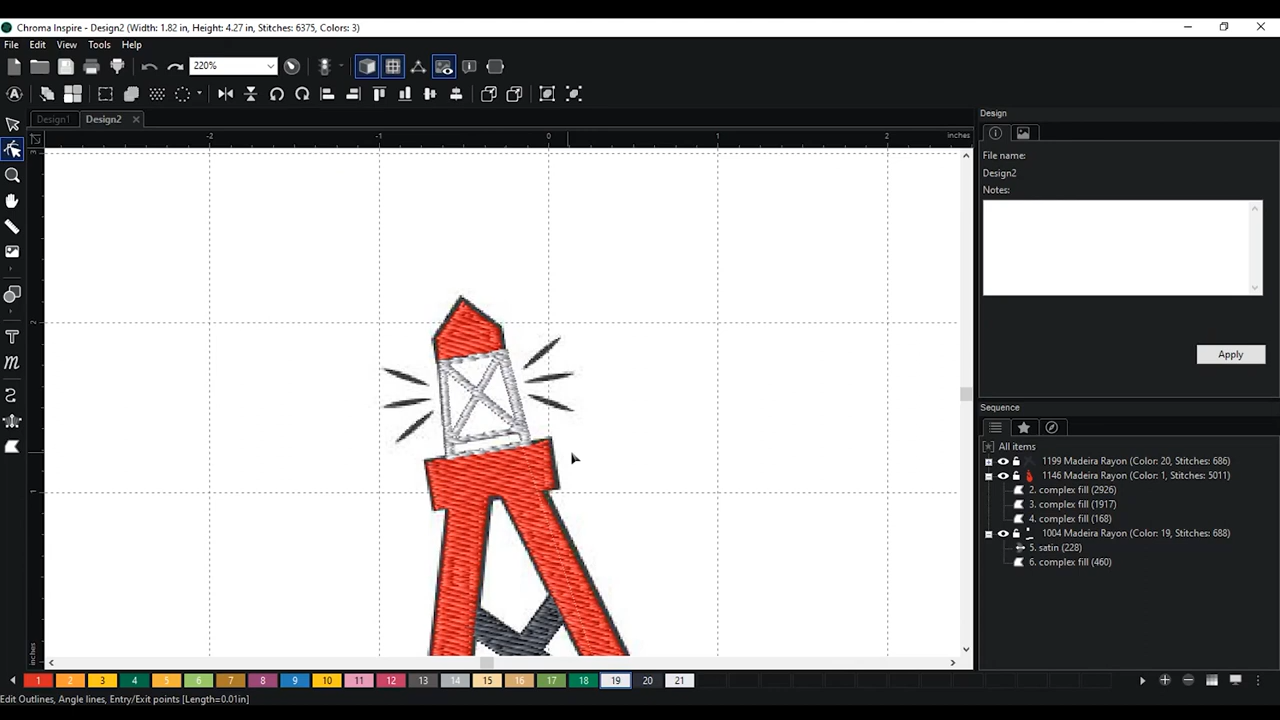 Chroma Inspire - Design2 (Width: 1.82 in, Height: 4.27 in, Stitches: 6375, Colors: 3)
File Edit View Tools Help
220%
Design1 Design2
-2 -1 0 1 2 inches
3
2
1
inches
Design
File name:
Design2
Notes:
Apply
Sequence
All items
1199 Madeira Rayon (Color: 20, Stitches: 686)
1146 Madeira Rayon (Color: 1, Stitches: 5011)
2. complex fill (2926)
3. complex fill (1917)
4. complex fill (168)
1004 Madeira Rayon (Color: 19, Stitches: 688)
5. satin (228)
6. complex fill (460)
1 2 3 4 5 6 7 8 9 10 11 12 13 14 15 16 17 18 19 20 21
Edit Outlines, Angle lines, Entry/Exit points [Length=0.01in]